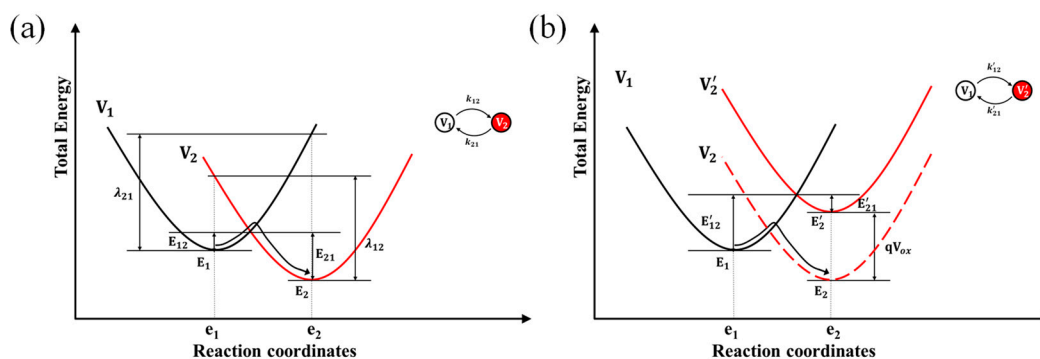 (a)
Total Energy
V₁
V₂
k₁₂
V₁
V₂
k₂₁
λ₂₁
E₁₂
E₁
E₂₁
λ₁₂
E₂
e₁
e₂
Reaction coordinates
(b)
Total Energy
V₁
V₂′
V₂
k′₁₂
V₁
V₂′
k′₂₁
E′₁₂
E₁
E′₂₁
E₂′
qVₒₓ
E₂
e₁
e₂
Reaction coordinates